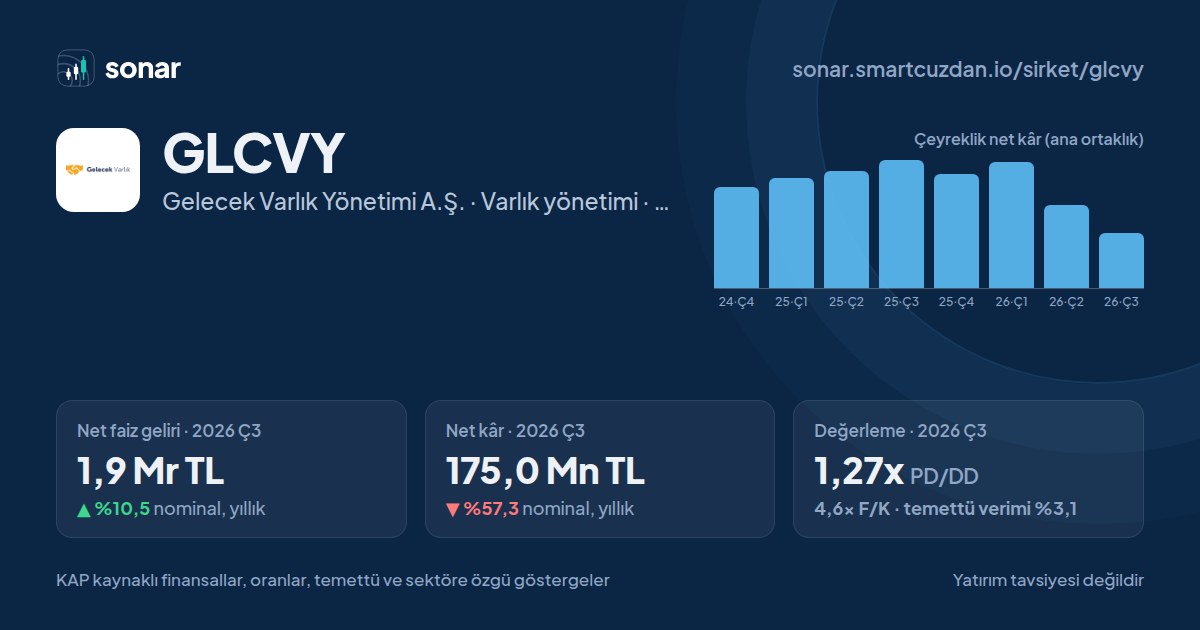 sonar
sonar.smartcuzdan.io/sirket/glcvy
Gelecek Varlık
GLCVY
Gelecek Varlık Yönetimi A.Ş. · Varlık yönetimi · ...
Çeyreklik net kâr (ana ortaklık)
24·Ç4 25·Ç1 25·Ç2 25·Ç3 25·Ç4 26·Ç1 26·Ç2 26·Ç3
Net faiz geliri · 2026 Ç3
1,9 Mr TL
▲ %10,5 nominal, yıllık
Net kâr · 2026 Ç3
175,0 Mn TL
▼ %57,3 nominal, yıllık
Değerleme · 2026 Ç3
1,27x PD/DD
4,6× F/K · temettü verimi %3,1
KAP kaynaklı finansallar, oranlar, temettü ve sektöre özgü göstergeler
Yatırım tavsiyesi değildir